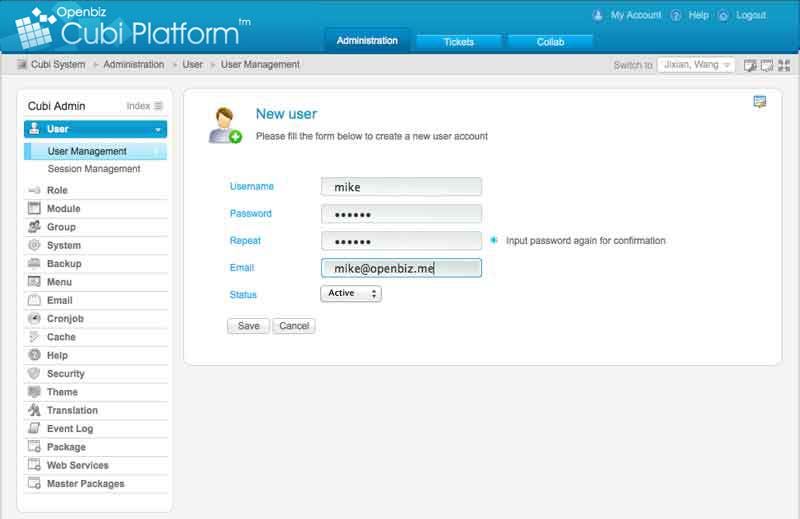 Openbiz
Cubi Platform™
My Account Help Logout
Administration Tickets Collab
Cubi System Administration User User Management
Switch to Jixian, Wang
Cubi Admin Index
User
User Management
Session Management
Role
Module
Group
System
Backup
Menu
Email
Cronjob
Cache
Help
Security
Theme
Translation
Event Log
Package
Web Services
Master Packages
New user
Please fill the form below to create a new user account
Username mike
Password ••••••
Repeat •••••• * Input password again for confirmation
Email mike@openbiz.me
Status Active
Save Cancel